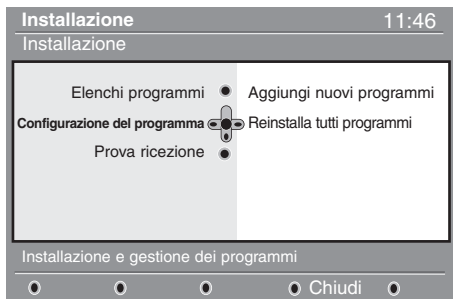 Installazione 11:46
Installazione
Elenchi programmi Aggiungi nuovi programmi
Configurazione del programma Reinstalla tutti programmi
Prova ricezione
Installazione e gestione dei programmi
Chiudi